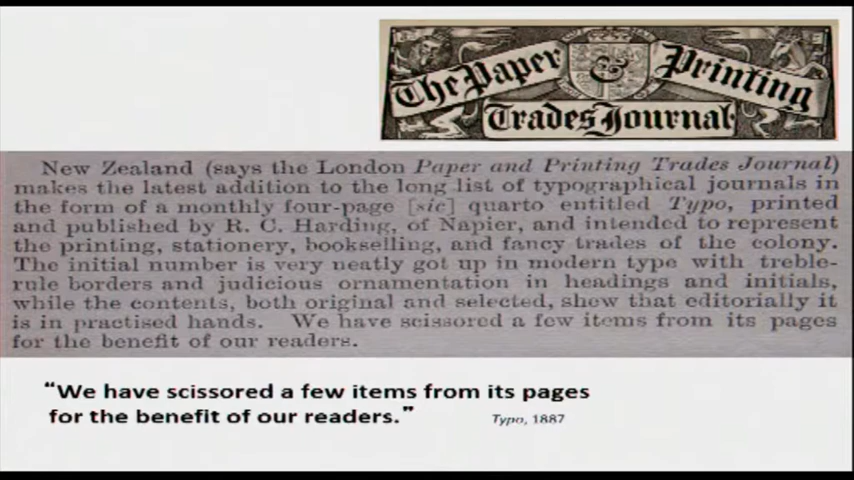 The Paper & Printing
Trades Journal
New Zealand (says the London Paper and Printing Trades Journal)
makes the latest addition to the long list of typographical journals in
the form of a monthly four-page [sic] quarto entitled Typo, printed
and published by R. C. Harding, of Napier, and intended to represent
the printing, stationery, bookselling, and fancy trades of the colony.
The initial number is very neatly got up in modern type with treble-
rule borders and judicious ornamentation in headings and initials,
while the contents, both original and selected, shew that editorially it
is in practised hands. We have scissored a few items from its pages
for the benefit of our readers.
“We have scissored a few items from its pages
for the benefit of our readers.”
Typo, 1887